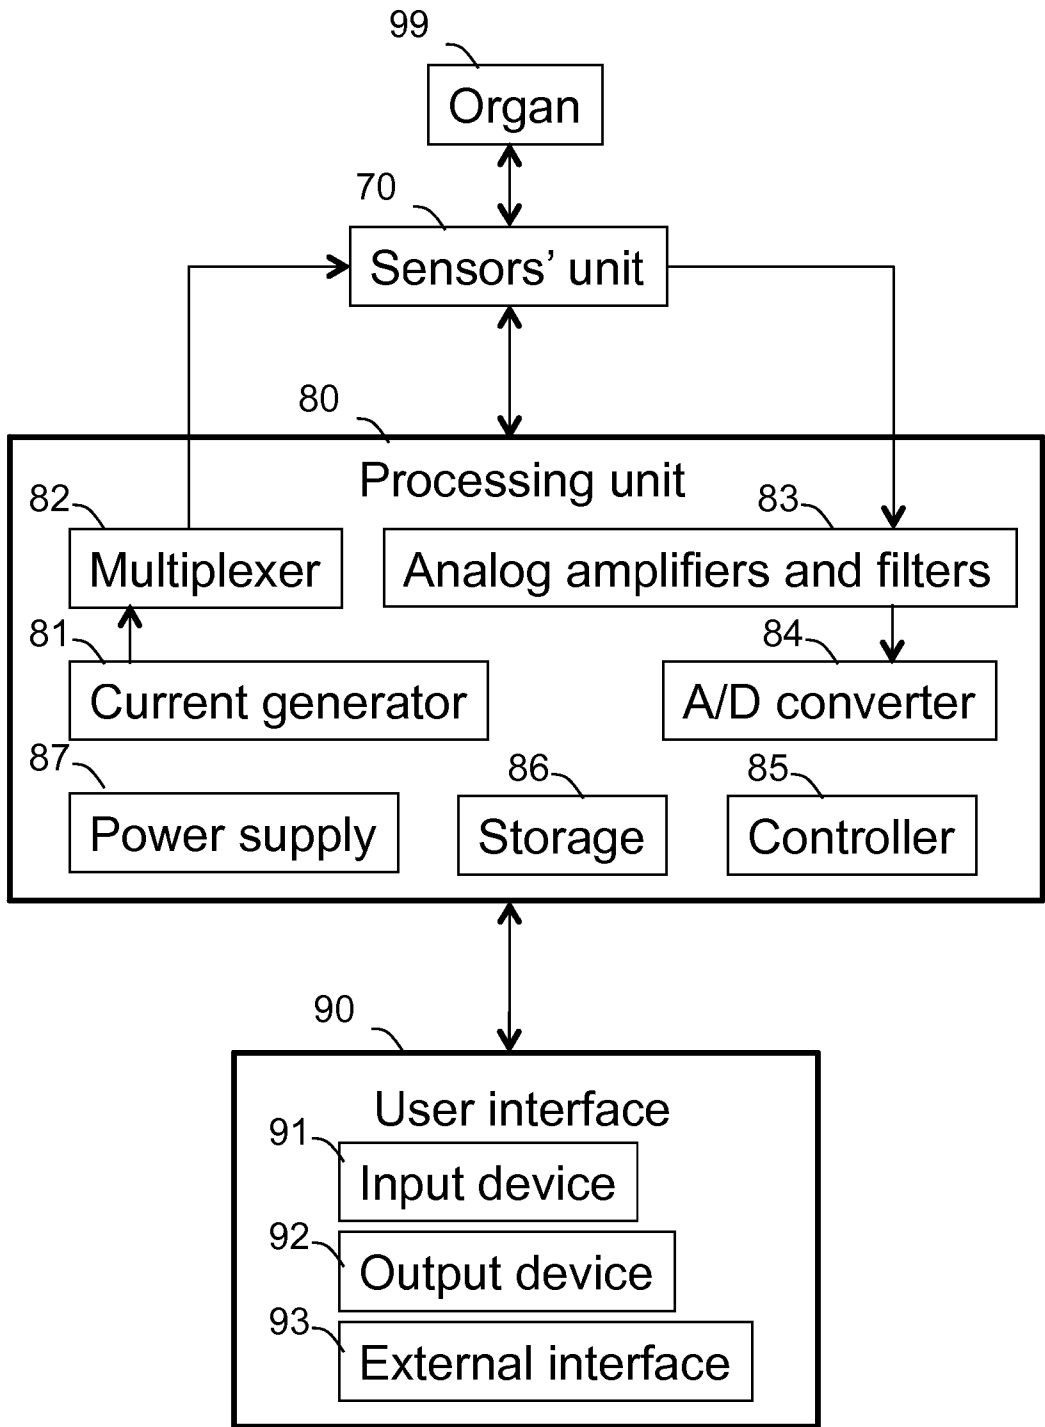 99
Organ
70
Sensors’ unit
80
Processing unit
82
83
Multiplexer
Analog amplifiers and filters
81
84
Current generator
A/D converter
87
86
85
Power supply
Storage
Controller
90
User interface
91
Input device
92
Output device
93
External interface